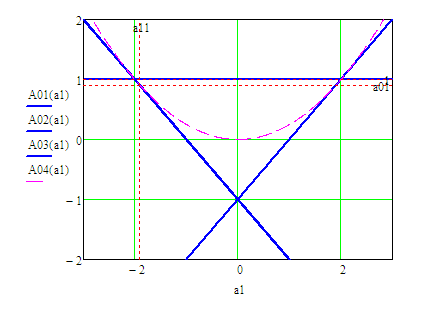 2
a11
A01(a1)
A02(a1)
A03(a1)
A04(a1)
1
a01
0
− 1
− 2
− 2
0
2
a1